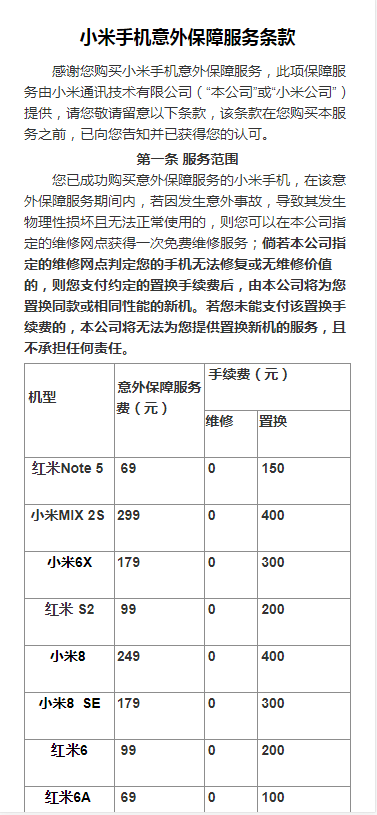 小米手机意外保障服务条款
感谢您购买小米手机意外保障服务，此项保障服
务由小米通讯技术有限公司（“本公司”或“小米公司”）
提供，请您敬请留意以下条款，该条款在您购买本服
务之前，已向您告知并已获得您的认可。
第一条 服务范围
您已成功购买意外保障服务的小米手机，在该意
外保障服务期间内，若因发生意外事故，导致其发生
物理性损坏且无法正常使用的，则您可以在本公司指
定的维修网点获得一次免费维修服务；倘若本公司指
定的维修网点判定您的手机无法修复或无维修价值
的，则您支付约定的置换手续费后，由本公司将为您
置换同款或相同性能的新机。若您未能支付该置换手
续费的，本公司将无法为您提供置换新机的服务，且
不承担任何责任。
机型 意外保障服务 手续费（元）
费（元）
维修 置换
红米Note 5 69 0 150
小米MIX 2S 299 0 400
小米6X 179 0 300
红米 S2 99 0 200
小米8 249 0 400
小米8 SE 179 0 300
红米6 99 0 200
红米6A 69 0 100